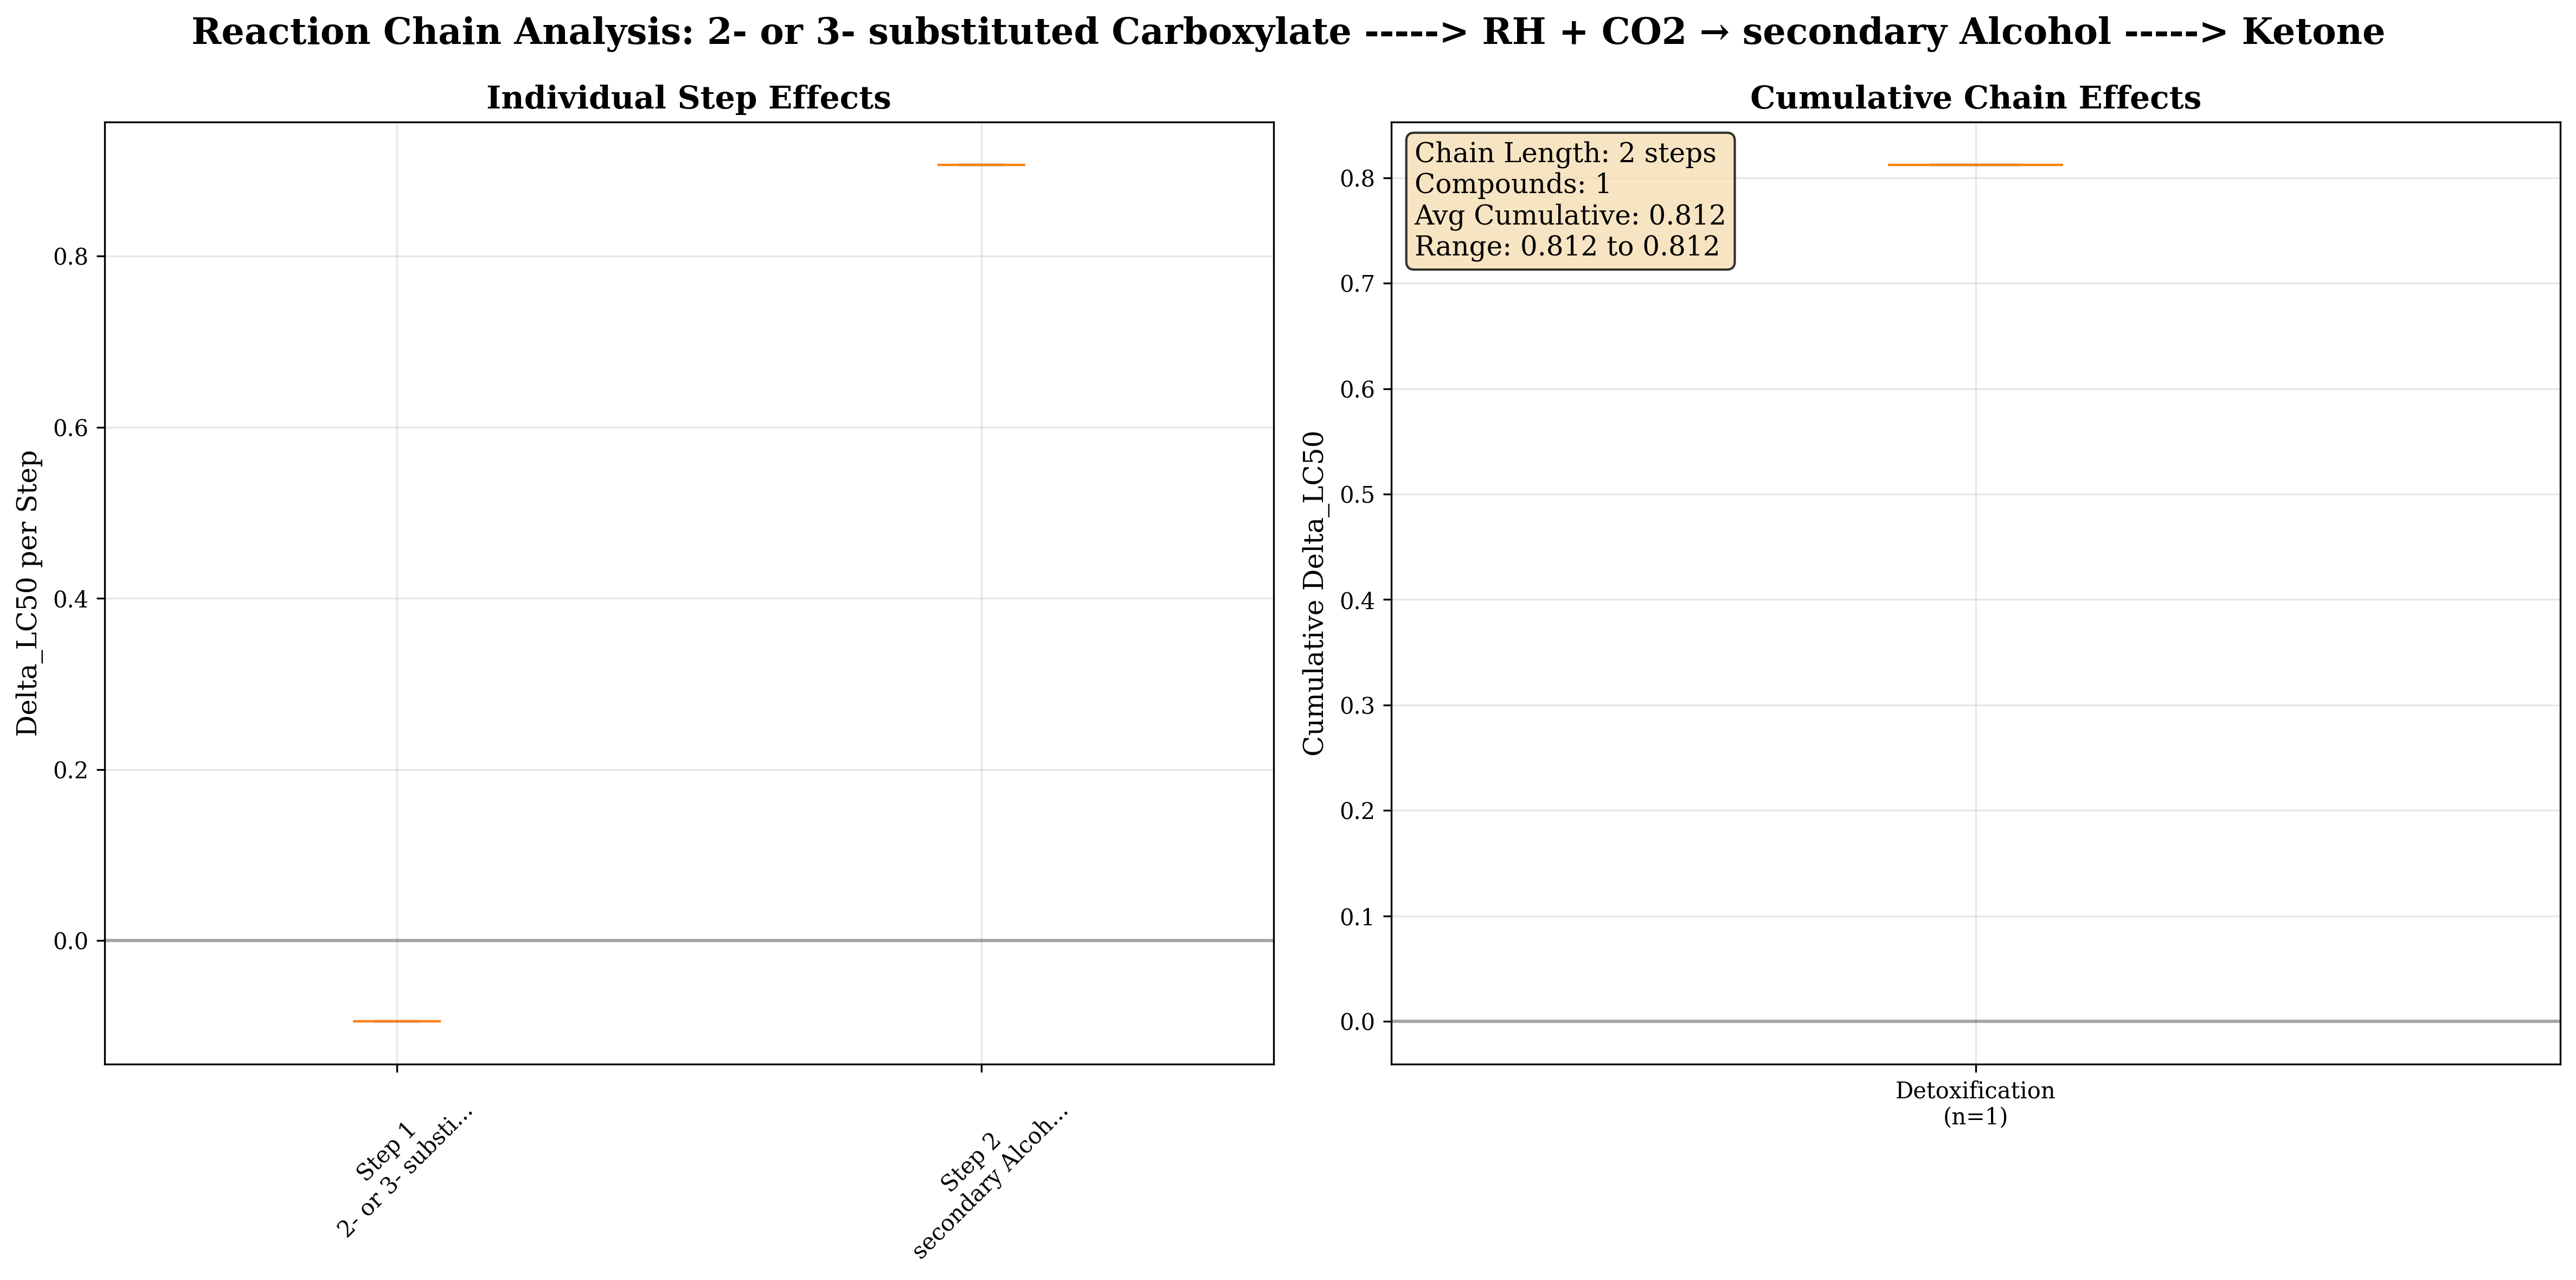 Reaction Chain Analysis: 2- or 3- substituted Carboxylate -----> RH + CO2 → secondary Alcohol -----> Ketone
Individual Step Effects
Delta_LC50 per Step
0.8
0.6
0.4
0.2
0.0
Step 1
2- or 3- substi...
Step 2
secondary Alcoh...
Cumulative Chain Effects
Chain Length: 2 steps
Compounds: 1
Avg Cumulative: 0.812
Range: 0.812 to 0.812
Cumulative Delta_LC50
0.8
0.7
0.6
0.5
0.4
0.3
0.2
0.1
0.0
Detoxification
(n=1)